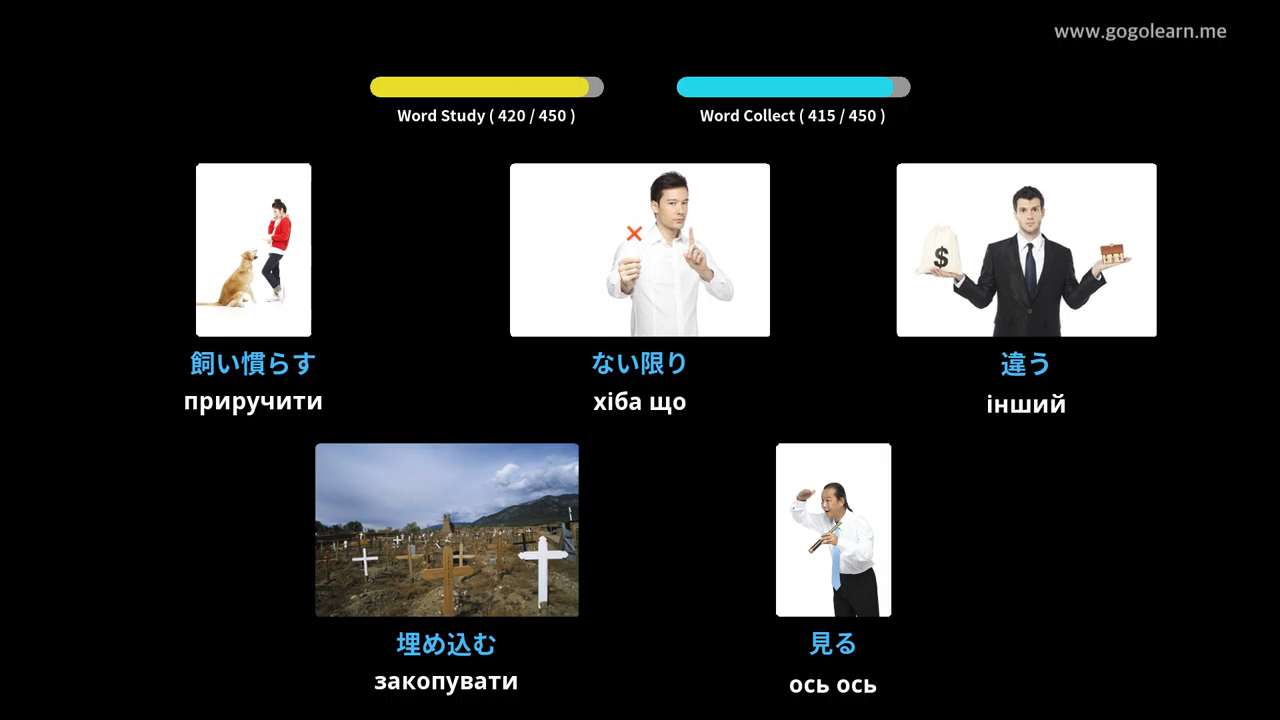 www.gogolearn.me
Word Study ( 420 / 450 )
Word Collect ( 415 / 450 )
飼い慣らす
приручити
ない限り
хіба що
違う
інший
埋め込む
закопувати
見る
ось ось